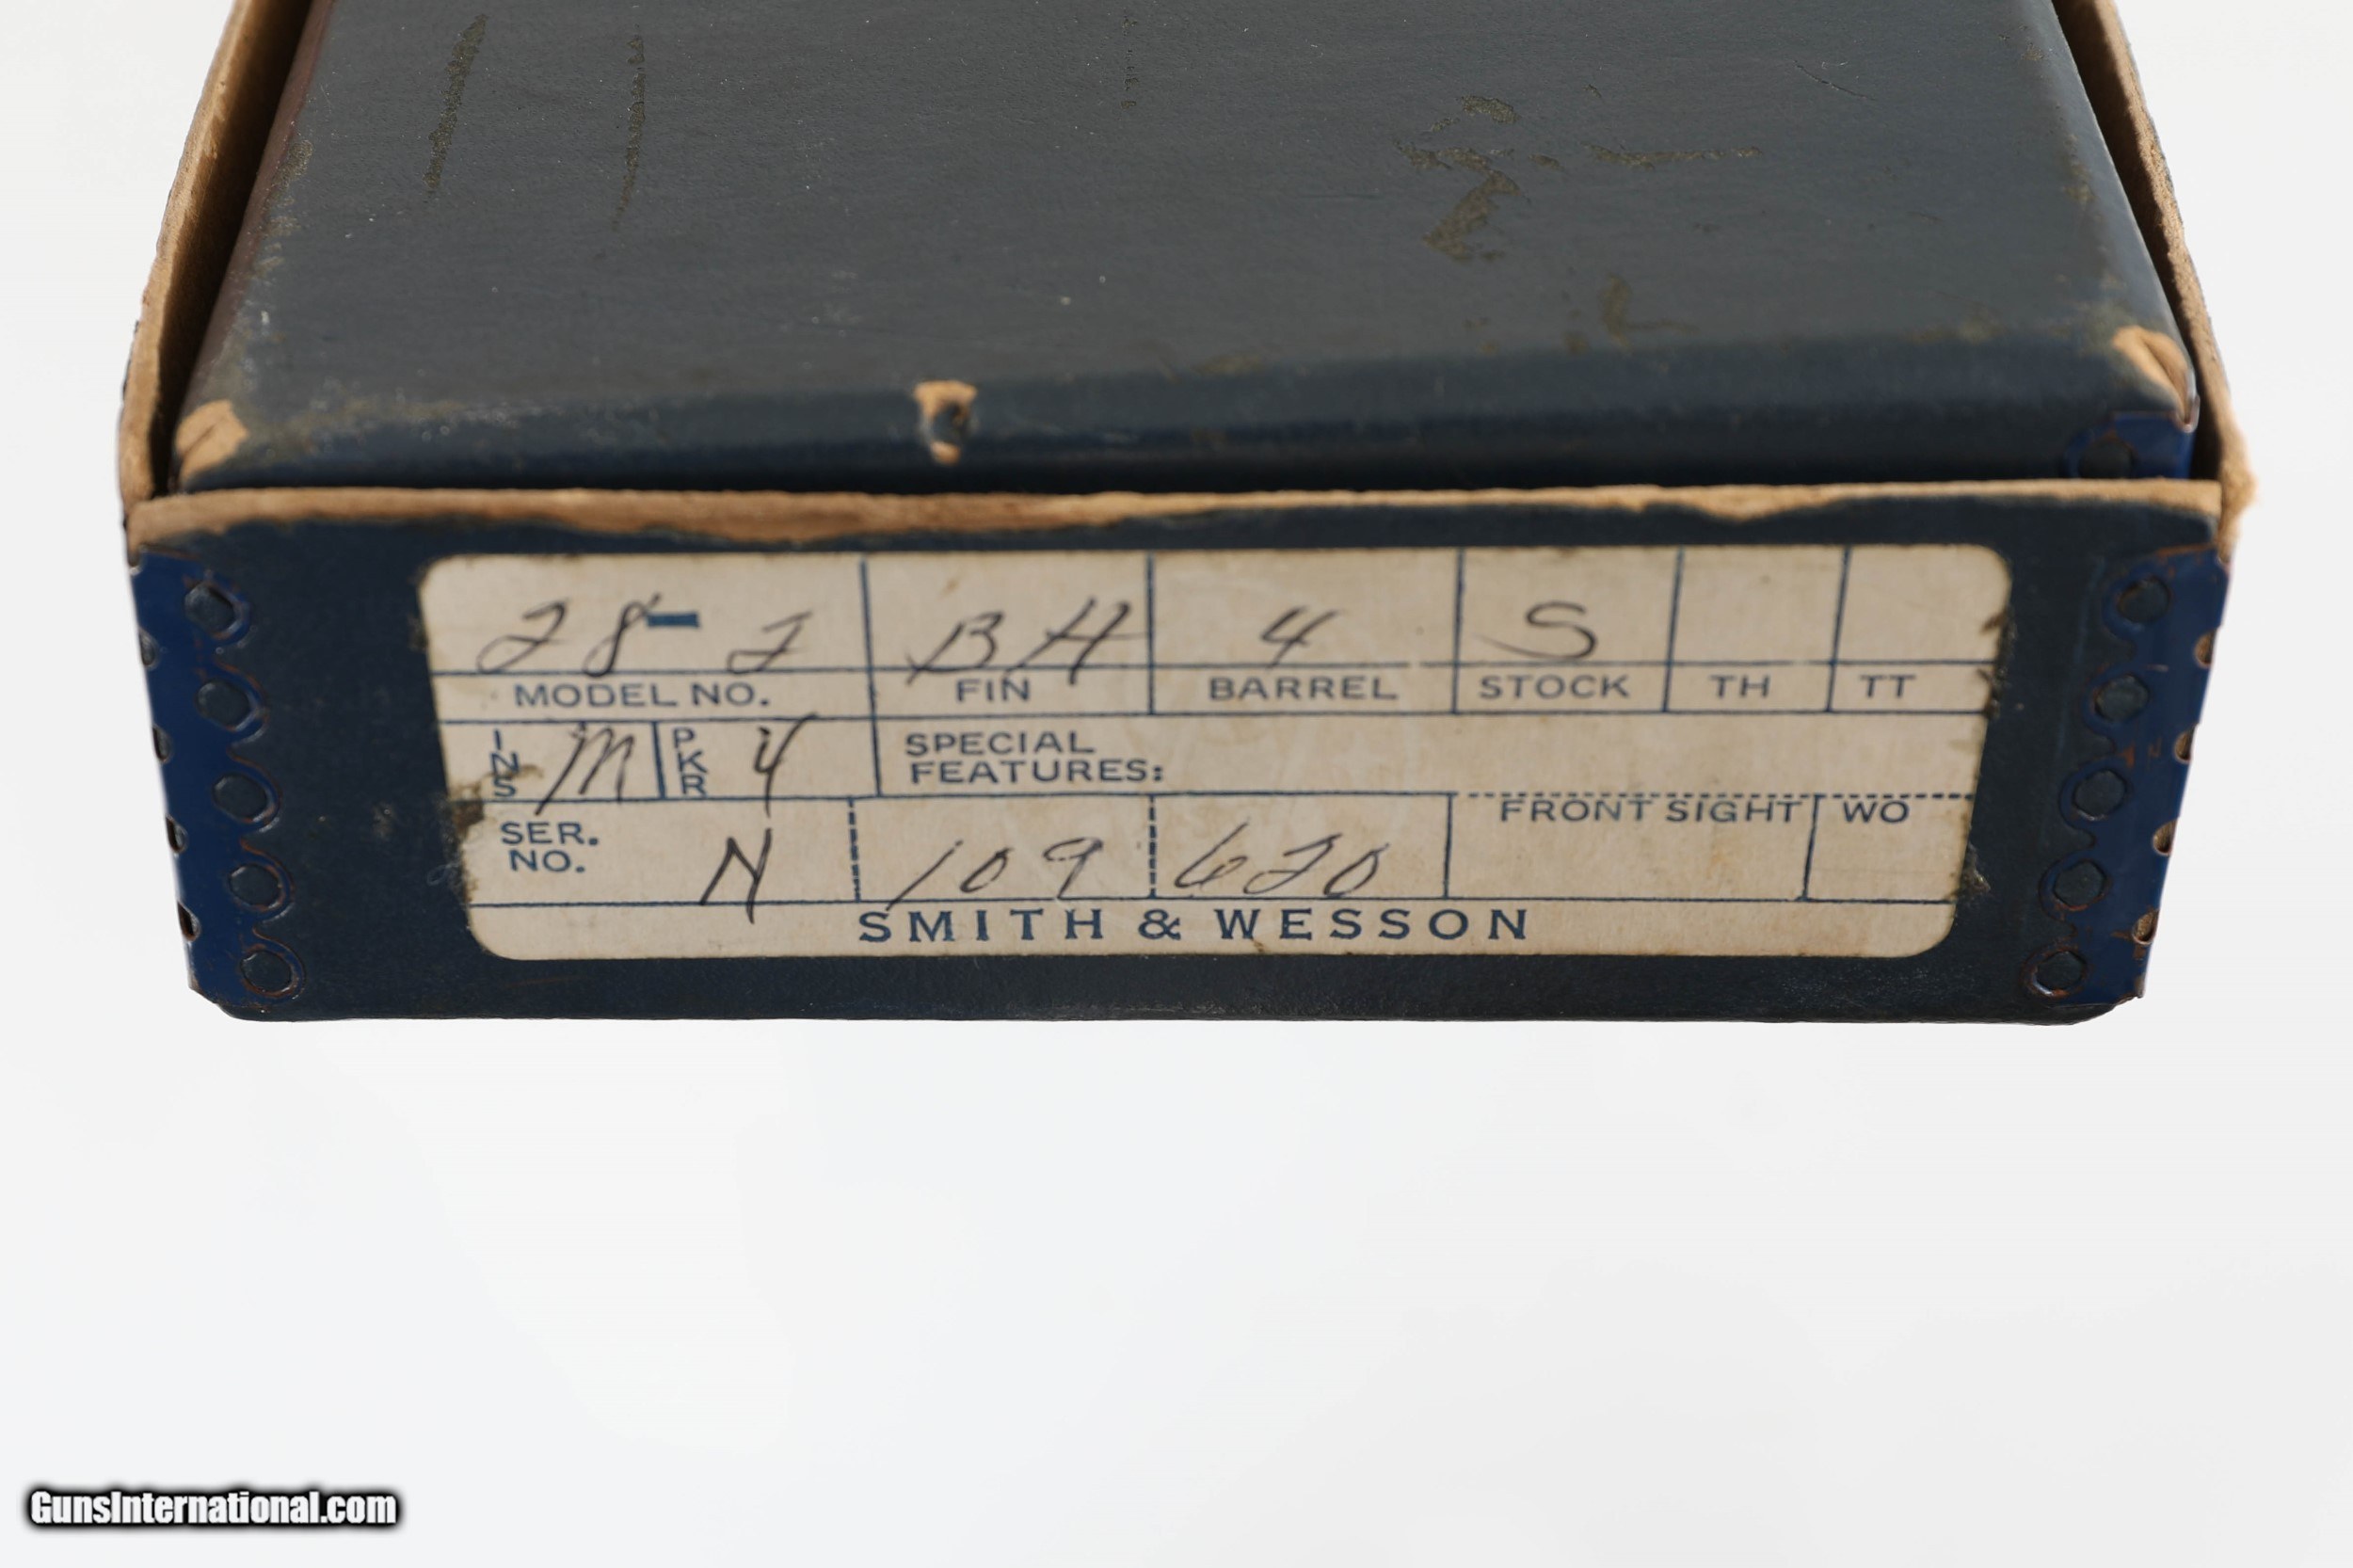 28-2 BH 4 S
MODEL NO. FIN BARREL STOCK TH TT
INS M PKR 4 SPECIAL
FEATURES:
FRONT SIGHT WO
SER.
NO. N 109 620
SMITH & WESSON
GunsInternational.com